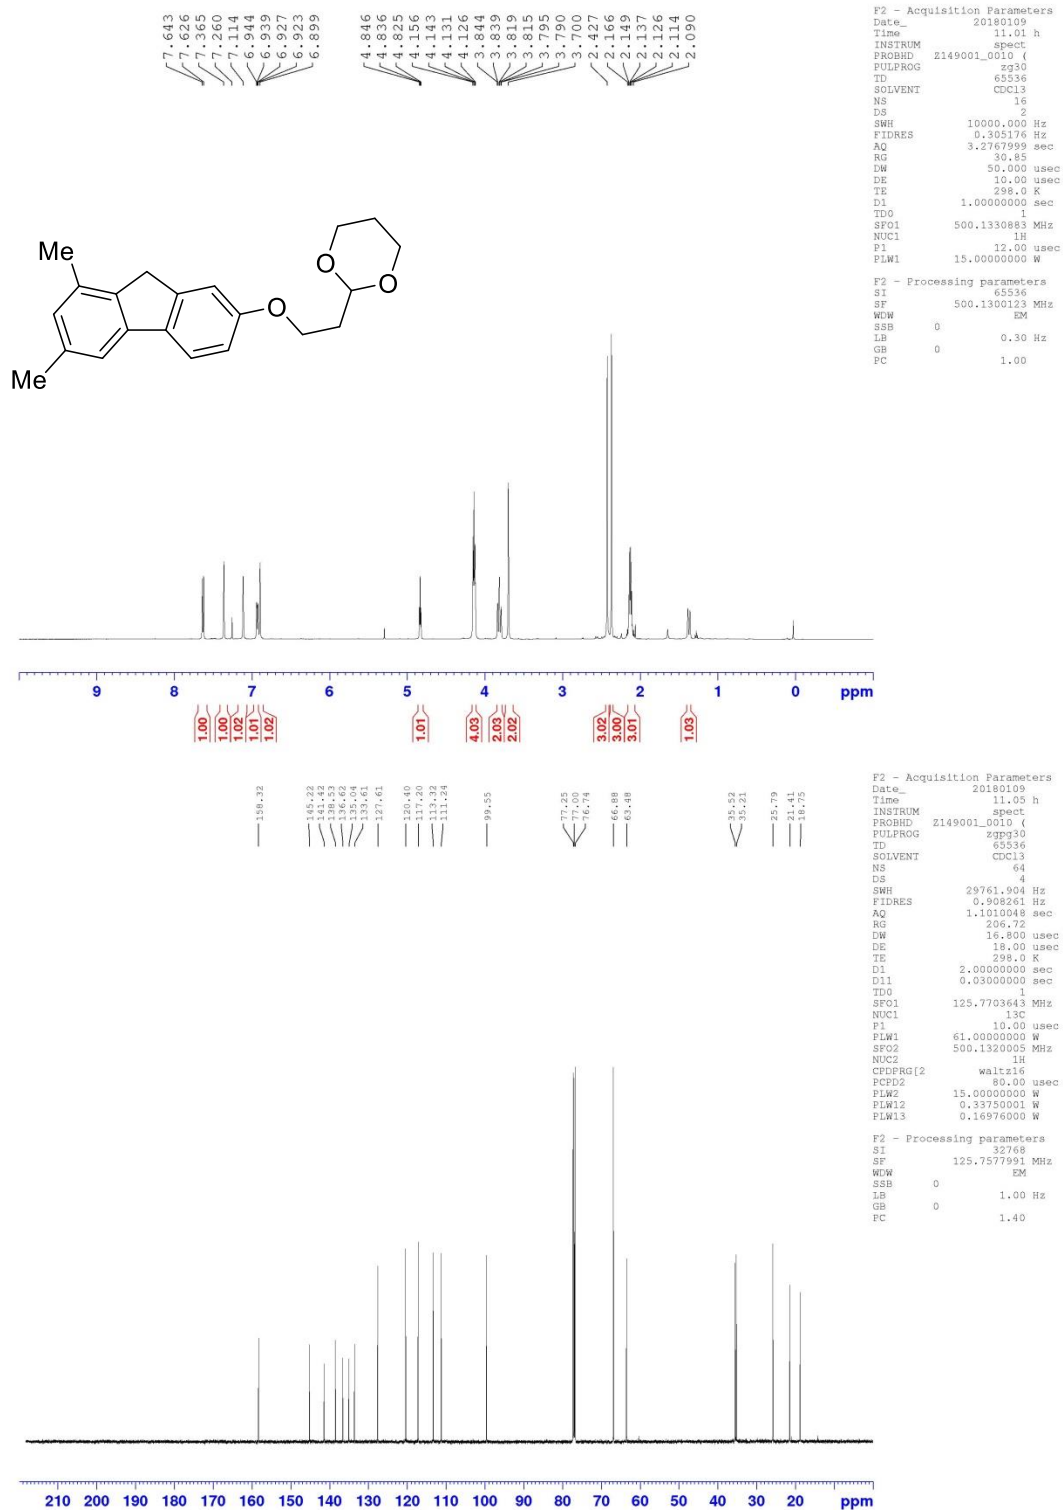 7.643
7.626
7.365
7.260
7.114
6.944
6.939
6.927
6.923
6.899
4.846
4.836
4.825
4.156
4.143
4.131
4.126
3.844
3.839
3.819
3.815
3.795
3.790
3.700
2.427
2.166
2.149
2.137
2.126
2.114
2.090
F2 - Acquisition Parameters
Date_ 20180109
Time 11.01 h
INSTRUM spect
PROBHD Z149001_0010 (
PULPROG zg30
TD 65536
SOLVENT CDCl3
NS 16
DS 2
SWH 10000.000 Hz
FIDRES 0.305176 Hz
AQ 3.2767999 sec
RG 30.85
DW 50.000 usec
DE 10.00 usec
TE 298.0 K
D1 1.00000000 sec
TD0 1
SFO1 500.1330883 MHz
NUC1 1H
P1 12.00 usec
PLW1 15.00000000 W
F2 - Processing parameters
SI 65536
SF 500.1300123 MHz
WDW EM
SSB 0
LB 0.30 Hz
GB 0
PC 1.00
Me
O
O
O
Me
9 8 7 6 5 4 3 2 1 0 ppm
1.00
1.00
1.02
1.01
1.02
1.01
4.03
2.03
2.02
3.02
3.00
3.01
1.03
158.32
145.22
141.42
138.53
136.62
135.04
133.61
127.61
120.40
117.20
113.32
111.24
99.55
77.25
77.00
76.74
66.88
63.48
35.52
35.21
25.79
21.41
18.75
F2 - Acquisition Parameters
Date_ 20180109
Time 11.05 h
INSTRUM spect
PROBHD Z149001_0010 (
PULPROG zgpg30
TD 65536
SOLVENT CDCl3
NS 64
DS 4
SWH 29761.904 Hz
FIDRES 0.908261 Hz
AQ 1.1010048 sec
RG 206.72
DW 16.800 usec
DE 18.00 usec
TE 298.0 K
D1 2.00000000 sec
D11 0.03000000 sec
TD0 1
SFO1 125.7703643 MHz
NUC1 13C
P1 10.00 usec
PLW1 61.00000000 W
SFO2 500.1320005 MHz
NUC2 1H
CPDPRG[2 waltz16
PCPD2 80.00 usec
PLW2 15.00000000 W
PLW12 0.33750001 W
PLW13 0.16976000 W
F2 - Processing parameters
SI 32768
SF 125.7577991 MHz
WDW EM
SSB 0
LB 1.00 Hz
GB 0
PC 1.40
210 200 190 180 170 160 150 140 130 120 110 100 90 80 70 60 50 40 30 20 ppm